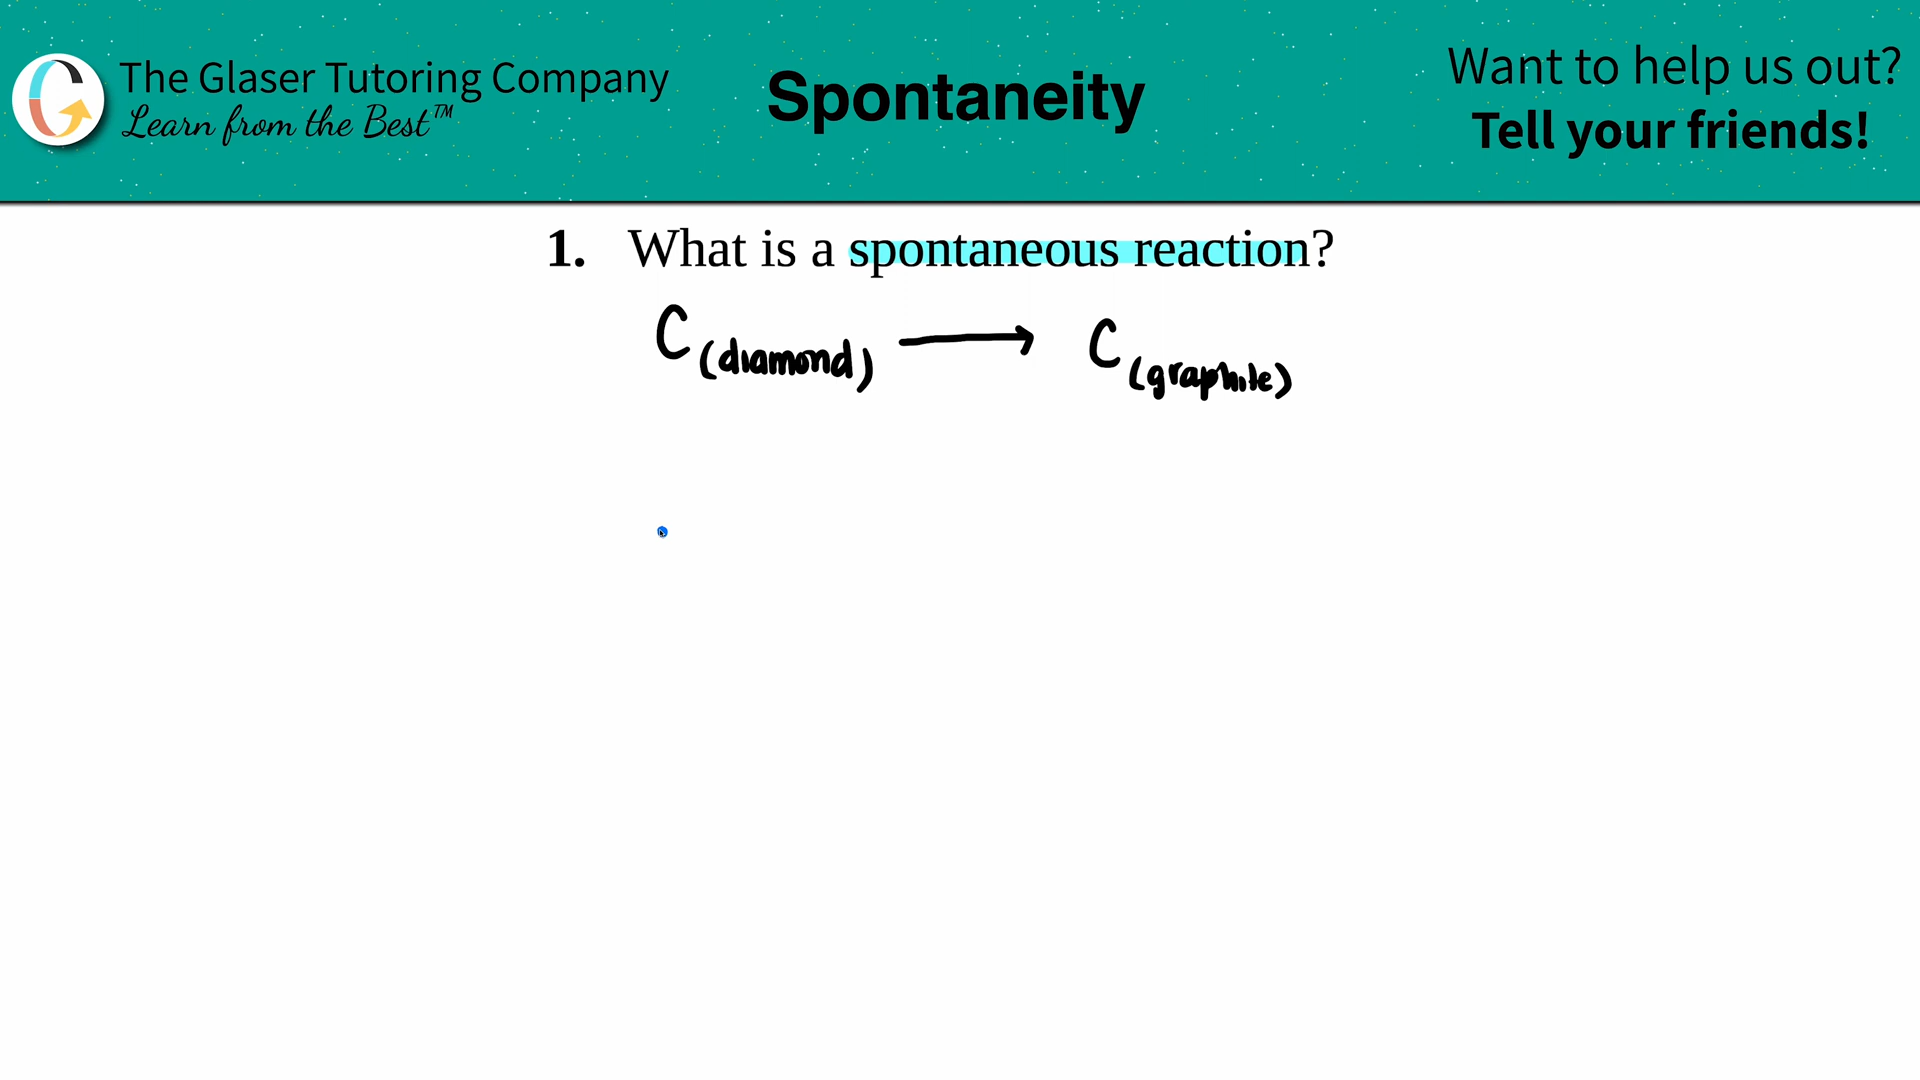 The Glaser Tutoring Company
Learn from the Best™
Spontaneity
Want to help us out?
Tell your friends!
1. What is a spontaneous reaction?
C(diamond) → C(graphite)